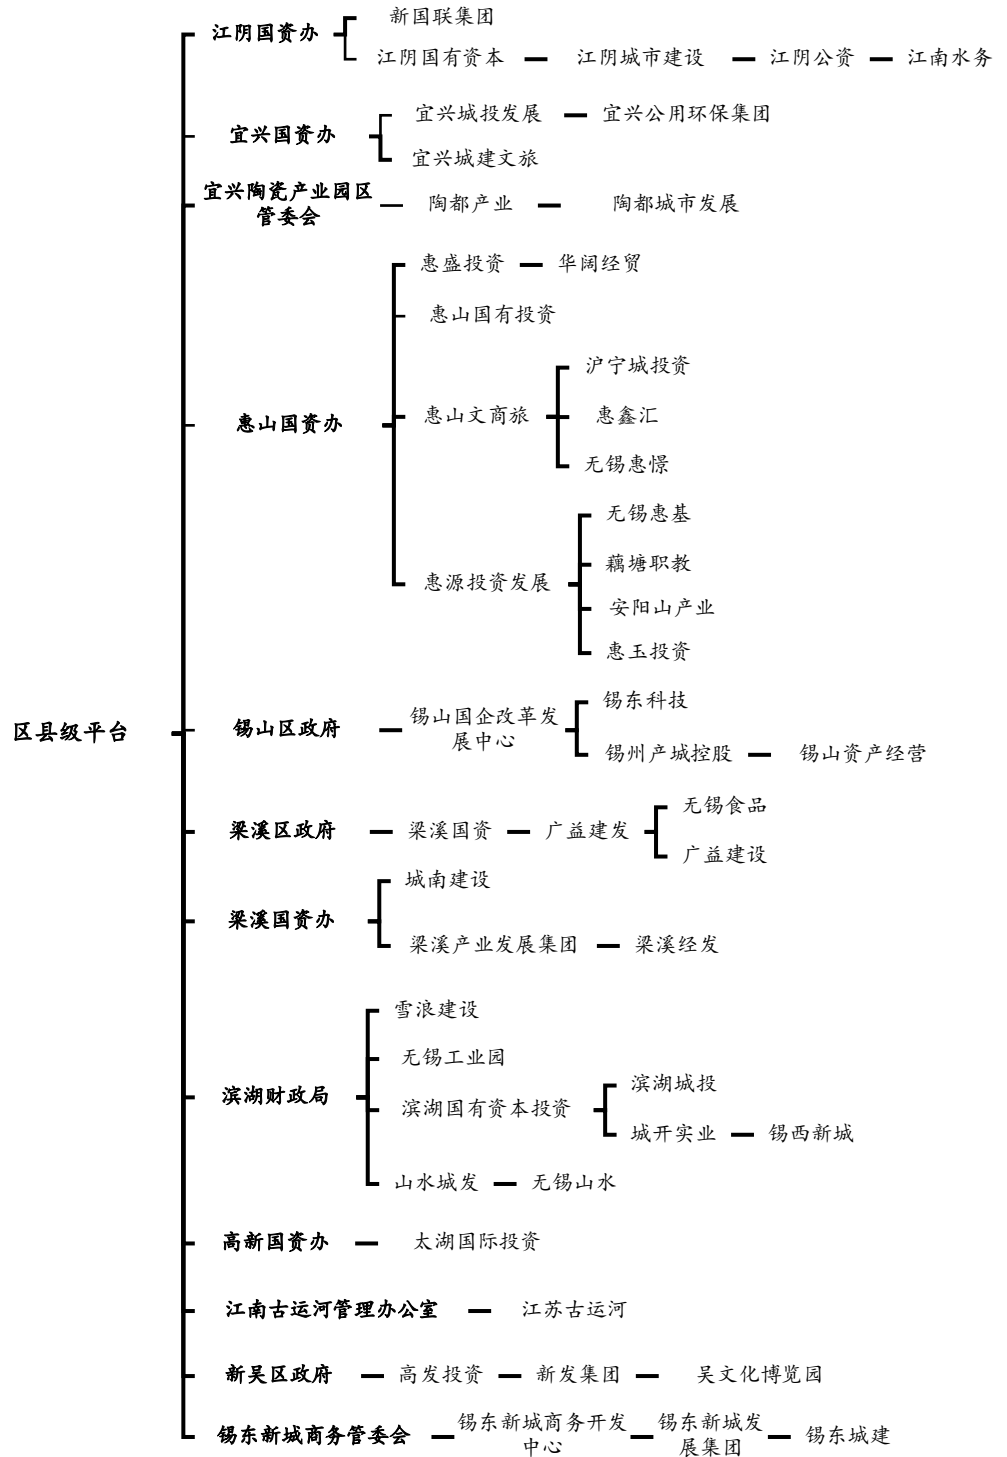 新国联集团
江阴国资办
江阴国有资本
江阴城市建设
江阴公资
江南水务
宜兴城投发展
宜兴公用环保集团
宜兴国资办
宜兴城建文旅
宜兴陶瓷产业园区
管委会
陶都产业
陶都城市发展
惠盛投资
华阔经贸
惠山国有投资
沪宁城投资
惠山国资办
惠山文商旅
惠鑫汇
无锡惠憬
无锡惠基
藕塘职教
惠源投资发展
安阳山产业
惠玉投资
区县级平台
锡山区政府
锡山国企改革发
展中心
锡东科技
锡州产城控股
锡山资产经营
无锡食品
梁溪区政府
梁溪国资
广益建发
广益建设
城南建设
梁溪国资办
梁溪产业发展集团
梁溪经发
雪浪建设
无锡工业园
滨湖财政局
滨湖国有资本投资
滨湖城投
城开实业
锡西新城
山水城发
无锡山水
高新国资办
太湖国际投资
江南古运河管理办公室
江苏古运河
新吴区政府
高发投资
新发集团
吴文化博览园
锡东新城商务管委会
锡东新城商务开发
中心
锡东新城发
展集团
锡东城建